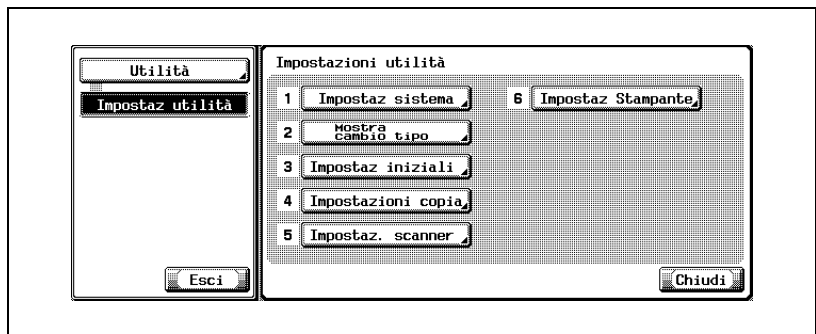 Utilità
Impostaz utilità
Esci
Impostazioni utilità
1 Impostaz sistema
2 Mostra
cambio tipo
3 Impostaz iniziali
4 Impostazioni copia
5 Impostaz. scanner
6 Impostaz Stampante
Chiudi